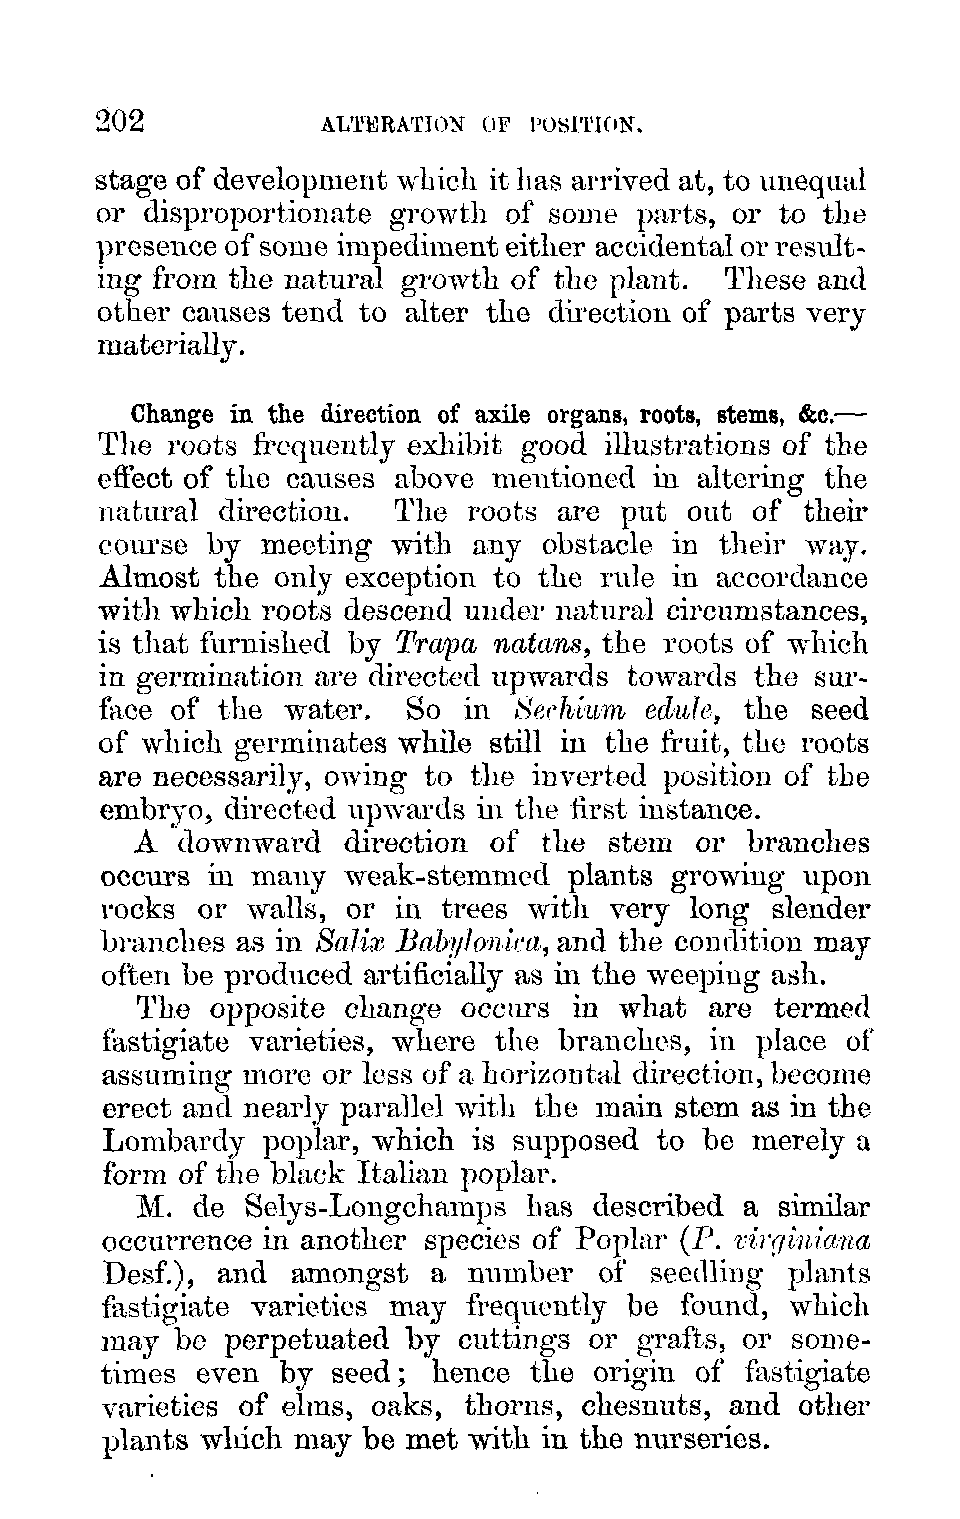 202 ALTERATION OF POSITION.
stage of development which it has arrived at, to unequal
or disproportionate growth of some parts, or to the
presence of some impediment either accidental or result-
ing from the natural growth of the plant. These and
other causes tend to alter the direction of parts very
materially.
Change in the direction of axile organs, roots, stems, &c.—
The roots frequently exhibit good illustrations of the
effect of the causes above mentioned in altering the
natural direction. The roots are put out of their
course by meeting with any obstacle in their way.
Almost the only exception to the rule in accordance
with which roots descend under natural circumstances,
is that furnished by Trapa natans, the roots of which
in germination are directed upwards towards the sur-
face of the water. So in Sechium edule, the seed
of which germinates while still in the fruit, the roots
are necessarily, owing to the inverted position of the
embryo, directed upwards in the first instance.
A downward direction of the stem or branches
occurs in many weak-stemmed plants growing upon
rocks or walls, or in trees with very long slender
branches as in Salix Babylonica, and the condition may
often be produced artificially as in the weeping ash.
The opposite change occurs in what are termed
fastigiate varieties, where the branches, in place of
assuming more or less of a horizontal direction, become
erect and nearly parallel with the main stem as in the
Lombardy poplar, which is supposed to be merely a
form of the black Italian poplar.
M. de Selys-Longchamps has described a similar
occurrence in another species of Poplar (P. virginiana
Desf.), and amongst a number of seedling plants
fastigiate varieties may frequently be found, which
may be perpetuated by cuttings or grafts, or some-
times even by seed; hence the origin of fastigiate
varieties of elms, oaks, thorns, chesnuts, and other
plants which may be met with in the nurseries.